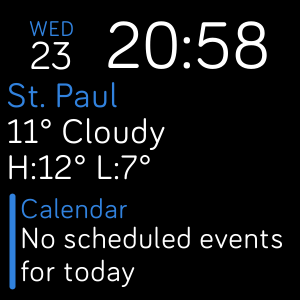 WED
23
20:58
St. Paul
11° Cloudy
H:12° L:7°
Calendar
No scheduled events
for today